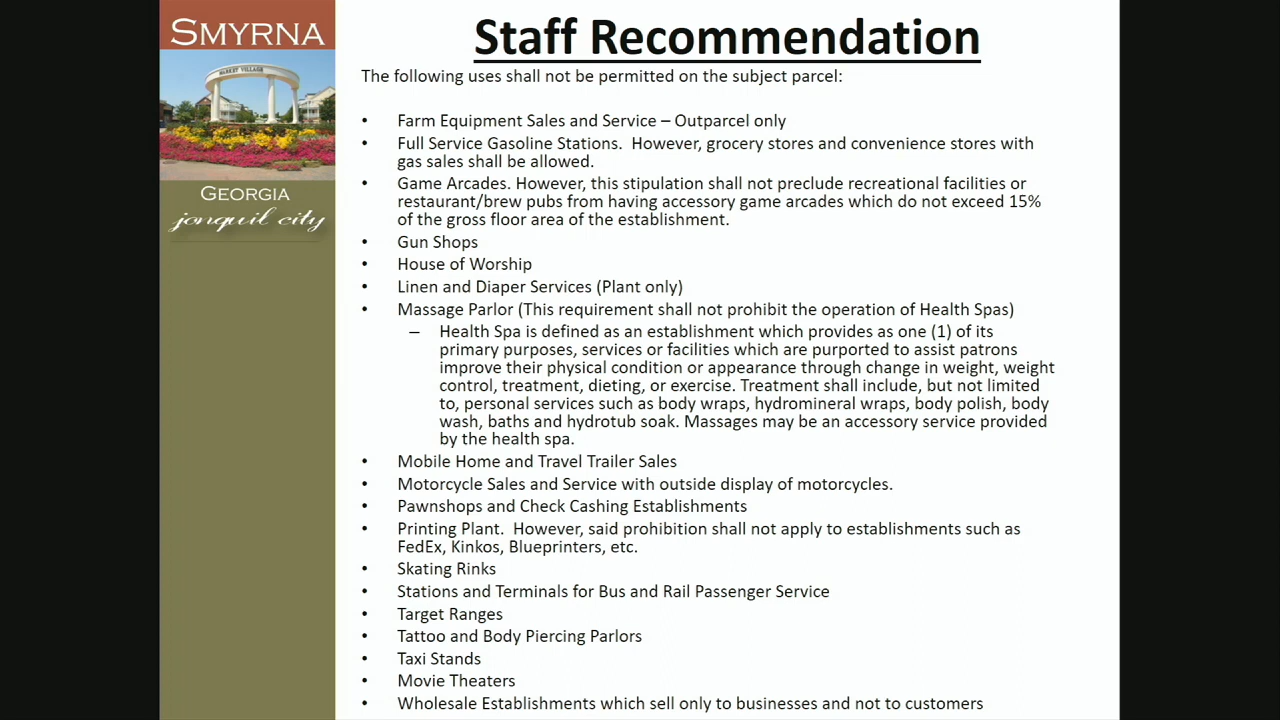 SMYRNA
MARKET VILLAGE
GEORGIA
jonquil city
Staff Recommendation
The following uses shall not be permitted on the subject parcel:
• Farm Equipment Sales and Service – Outparcel only
• Full Service Gasoline Stations.  However, grocery stores and convenience stores with
gas sales shall be allowed.
• Game Arcades. However, this stipulation shall not preclude recreational facilities or
restaurant/brew pubs from having accessory game arcades which do not exceed 15%
of the gross floor area of the establishment.
• Gun Shops
• House of Worship
• Linen and Diaper Services (Plant only)
• Massage Parlor (This requirement shall not prohibit the operation of Health Spas)
– Health Spa is defined as an establishment which provides as one (1) of its
primary purposes, services or facilities which are purported to assist patrons
improve their physical condition or appearance through change in weight, weight
control, treatment, dieting, or exercise. Treatment shall include, but not limited
to, personal services such as body wraps, hydromineral wraps, body polish, body
wash, baths and hydrotub soak. Massages may be an accessory service provided
by the health spa.
• Mobile Home and Travel Trailer Sales
• Motorcycle Sales and Service with outside display of motorcycles.
• Pawnshops and Check Cashing Establishments
• Printing Plant.  However, said prohibition shall not apply to establishments such as
FedEx, Kinkos, Blueprinters, etc.
• Skating Rinks
• Stations and Terminals for Bus and Rail Passenger Service
• Target Ranges
• Tattoo and Body Piercing Parlors
• Taxi Stands
• Movie Theaters
• Wholesale Establishments which sell only to businesses and not to customers